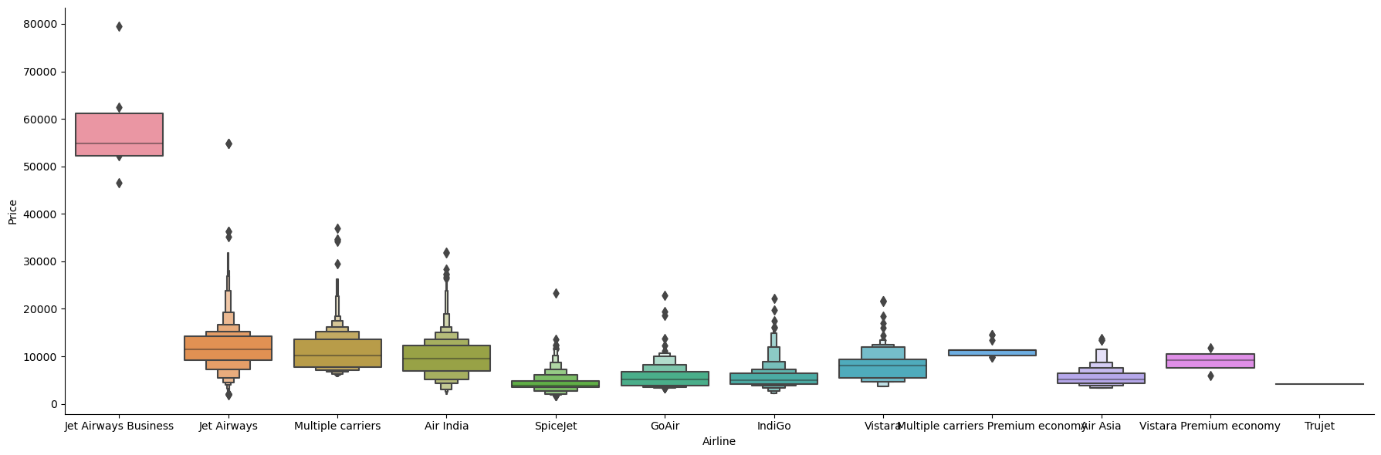 80000
70000
60000
50000
40000
30000
20000
10000
0
Price
Jet Airways Business
Jet Airways
Multiple carriers
Air India
SpiceJet
GoAir
IndiGo
Vistara
Multiple carriers Premium economy
Air Asia
Vistara Premium economy
Trujet
Airline